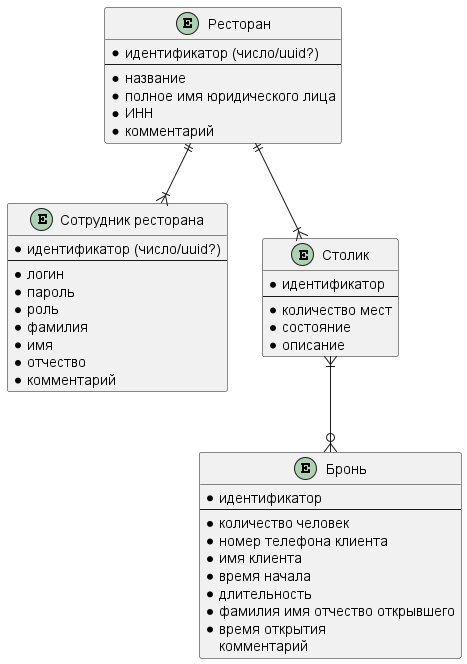 E Ресторан
идентификатор (число/uuid?)
название
полное имя юридического лица
ИНН
комментарий
E Сотрудник ресторана
идентификатор (число/uuid?)
логин
пароль
роль
фамилия
имя
отчество
комментарий
E Столик
идентификатор
количество мест
состояние
описание
E Бронь
идентификатор
количество человек
номер телефона клиента
имя клиента
время начала
длительность
фамилия имя отчество открывшего
время открытия
комментарий